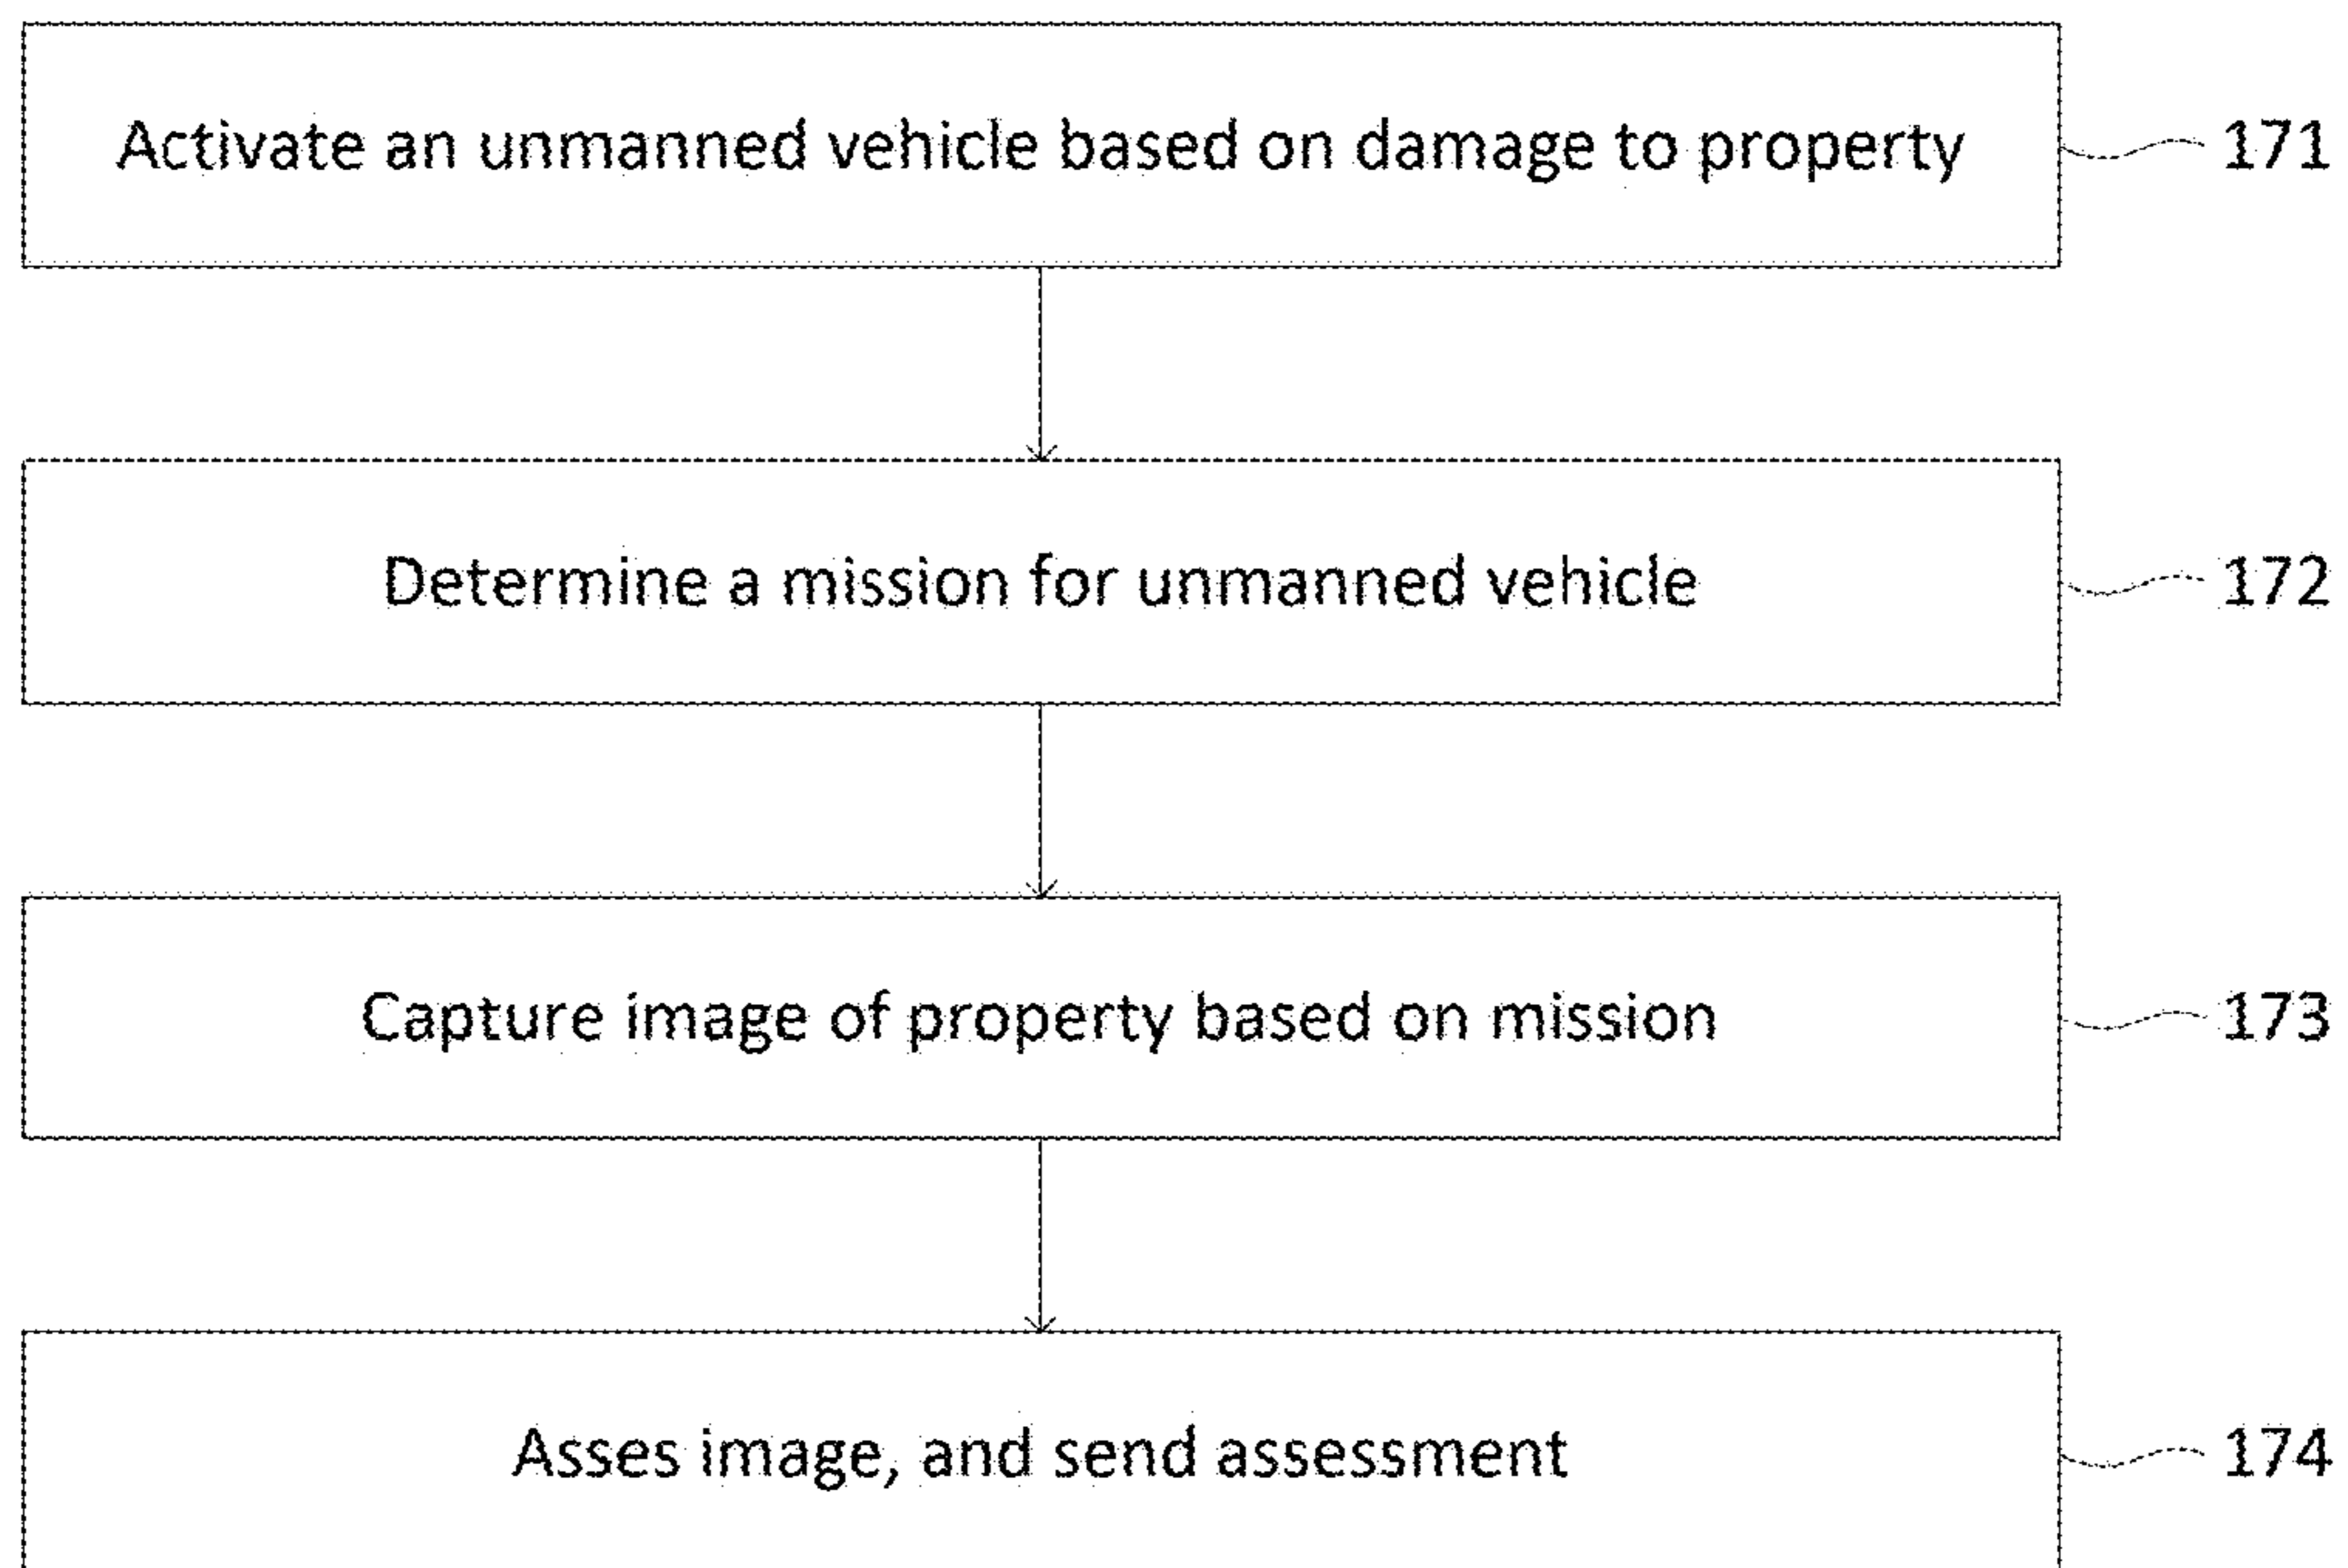 Activate an unmanned vehicle based on damage to property 171
Determine a mission for unmanned vehicle 172
Capture image of property based on mission 173
Asses image, and send assessment 174